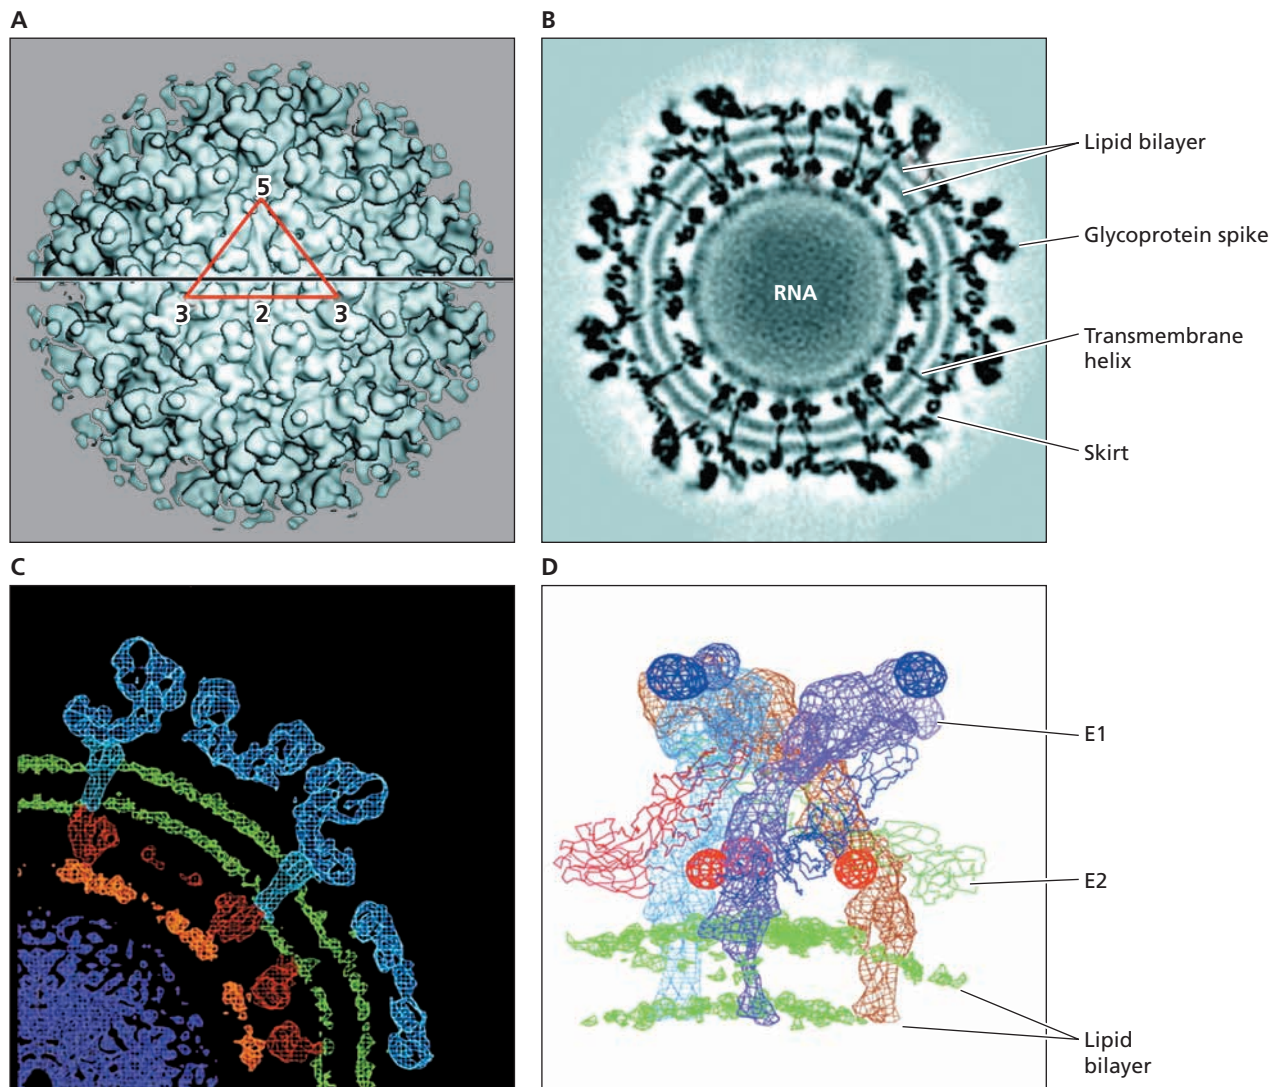 A
B
5
3
2
3
RNA
Lipid bilayer
Glycoprotein spike
Transmembrane
helix
Skirt
C
D
E1
E2
Lipid
bilayer